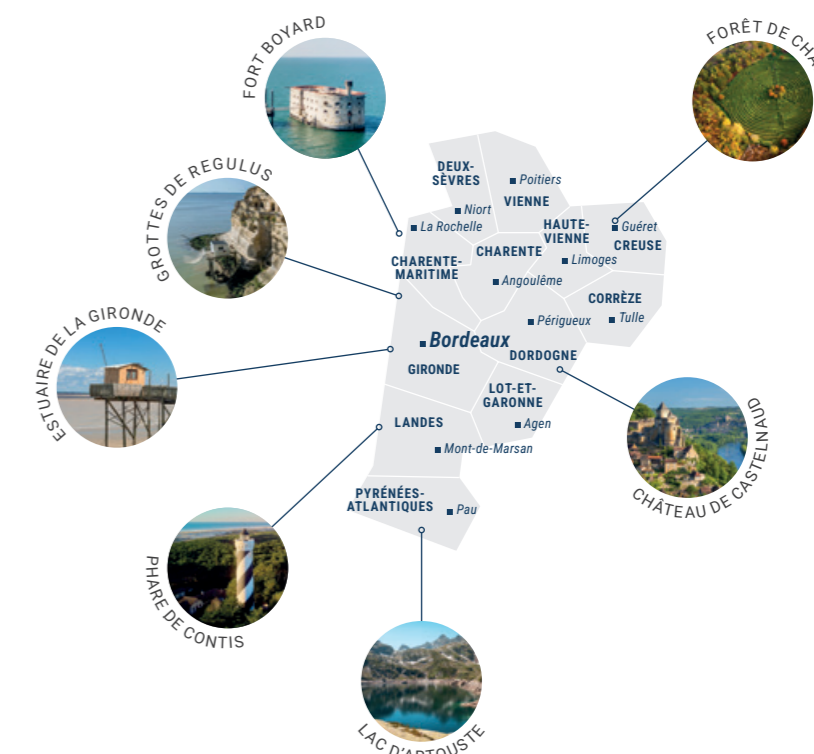 FORT BOYARD
FORÊT DE
GROTTES DE REGULUS
ESTUAIRE DE LA GIRONDE
DEUX-
SÈVRES
Poitiers
VIENNE
Niort
La Rochelle
HAUTE-
VIENNE
Guéret
CREUSE
CHARENTE
Limoges
CHARENTE-
MARITIME
Angoulême
CORRÈZE
Périgueux
Tulle
Bordeaux
DORDOGNE
GIRONDE
LOT-ET-
GARONNE
LANDES
Agen
Mont-de-Marsan
PYRÉNÉES-
ATLANTIQUES
Pau
CHÂTEAU DE CASTELNAUD
PHARE DE CONTIS
LAC D'ARTOUSTE